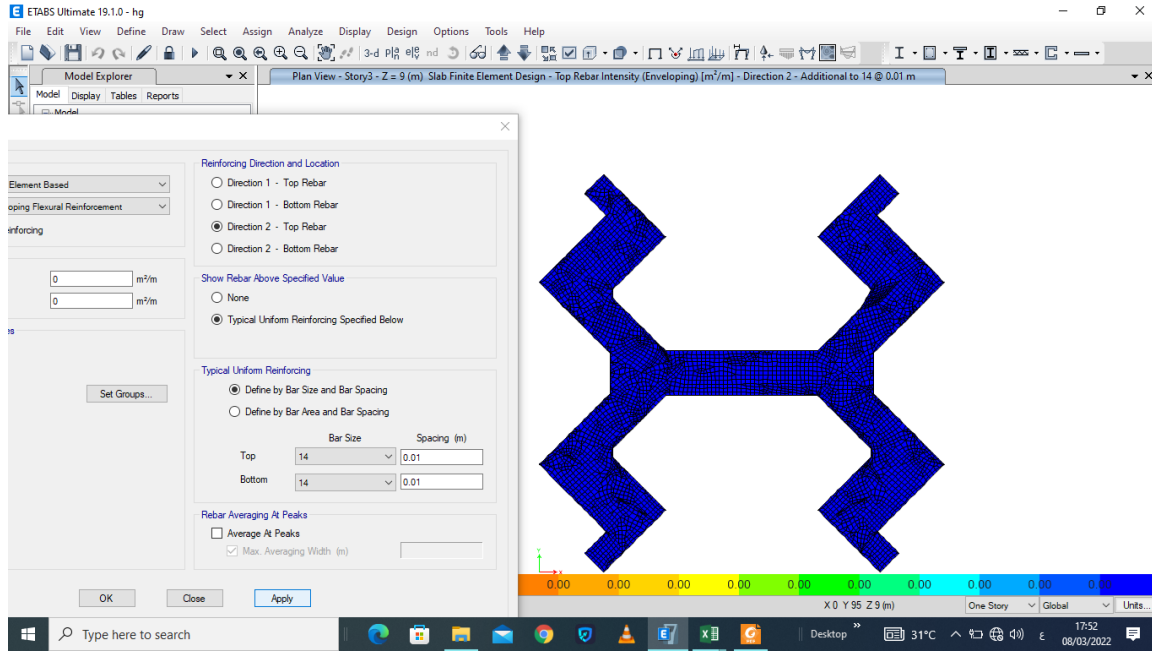 ETABS Ultimate 19.1.0 - hg
File Edit View Define Draw Select Assign Analyze Display Design Options Tools Help
3-d nd
Model Explorer
Plan View - Story3 - Z = 9 (m) Slab Finite Element Design - Top Rebar Intensity (Enveloping) [m²/m] - Direction 2 - Additional to 14 @ 0.01 m
Model Display Tables Reports
Model
Reinforcing Direction and Location
Element Based
Direction 1 - Top Rebar
oping Flexural Reinforcement
Direction 1 - Bottom Rebar
inforcing
Direction 2 - Top Rebar
Direction 2 - Bottom Rebar
0 m²/m
Show Rebar Above Specified Value
0 m²/m
None
Typical Uniform Reinforcing Specified Below
es
Typical Uniform Reinforcing
Set Groups...
Define by Bar Size and Bar Spacing
Define by Bar Area and Bar Spacing
Bar Size Spacing (m)
Top 14 0.01
Bottom 14 0.01
Rebar Averaging At Peaks
Average At Peaks
Max. Averaging Width (m)
OK Close Apply
Y
X
0.00 0.00 0.00 0.00 0.00 0.00 0.00 0.00 0.00
X 0 Y 95 Z 9 (m) One Story Global Units...
Type here to search
Desktop 31°C ع 17:52
08/03/2022